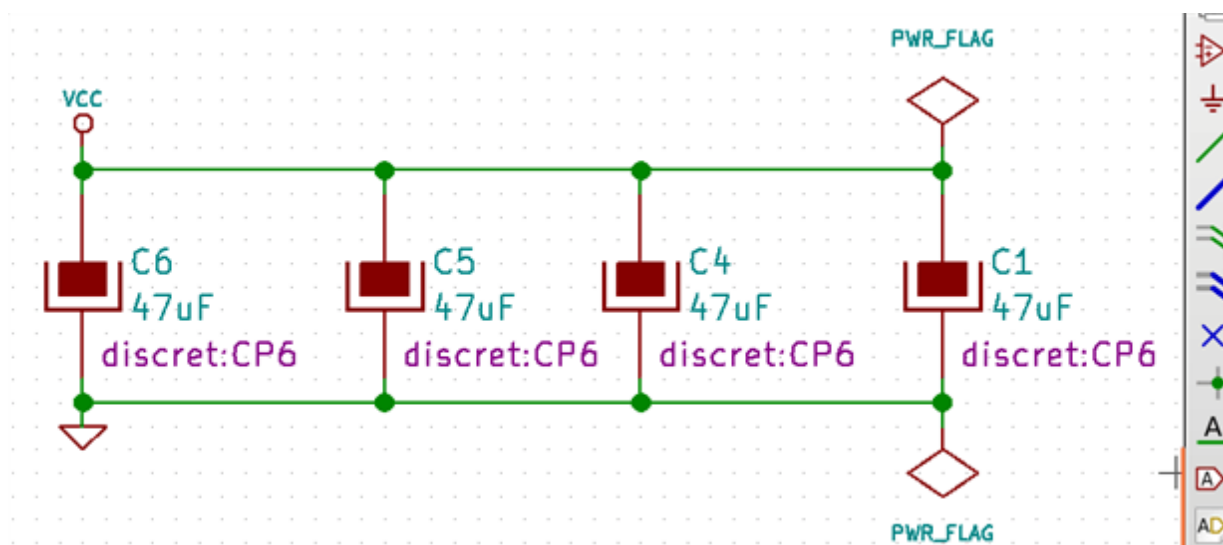 PWR_FLAG
VCC
C6
47uF
discret:CP6
C5
47uF
discret:CP6
C4
47uF
discret:CP6
C1
47uF
discret:CP6
PWR_FLAG
A
A
AD